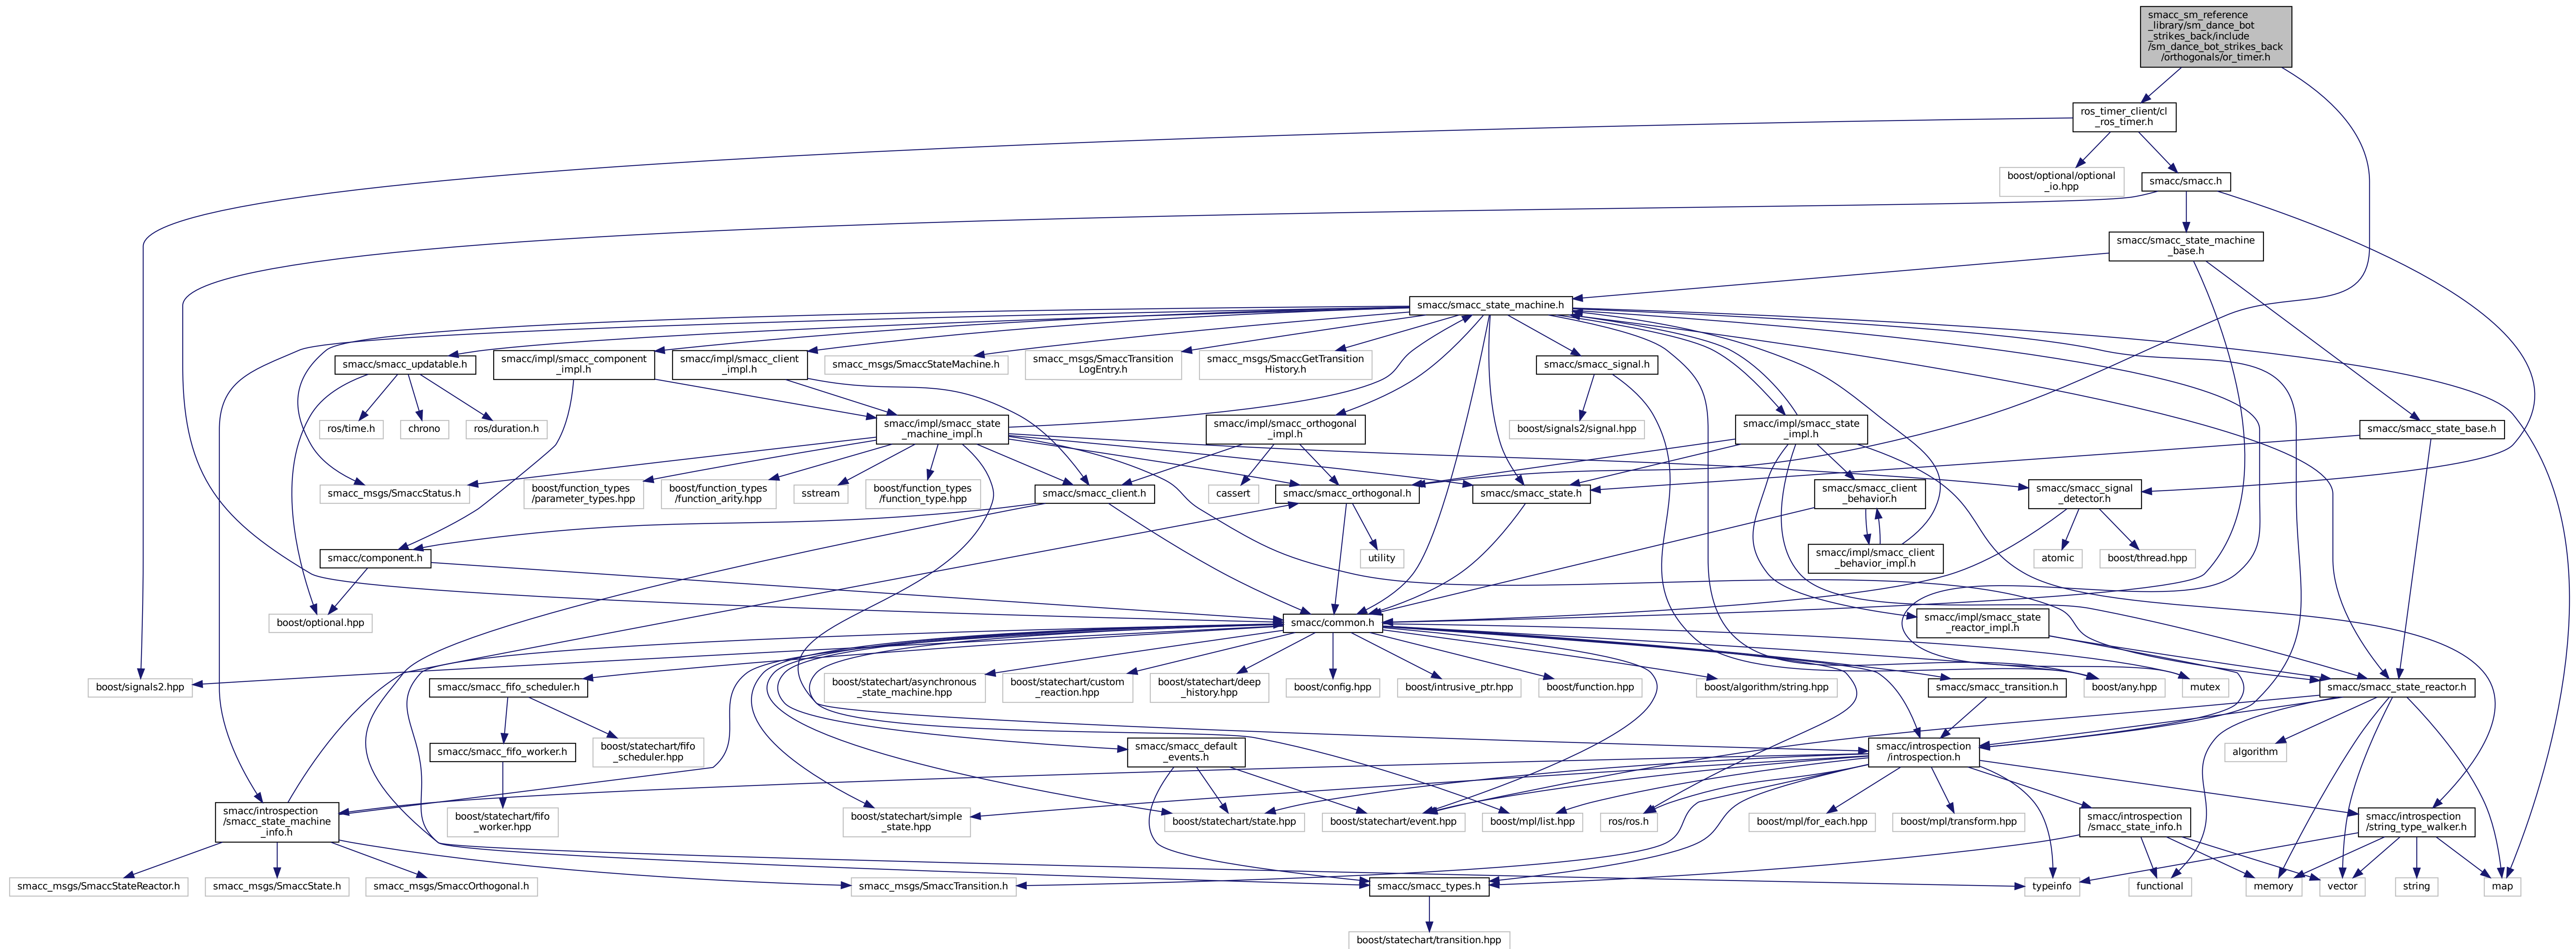 smacc_sm_reference
_library/sm_dance_bot
_strikes_back/include
/sm_dance_bot_strikes_back
/orthogonals/or_timer.h
ros_timer_client/cl
_ros_timer.h
boost/optional/optional
_io.hpp
smacc/smacc.h
smacc/smacc_state_machine
_base.h
smacc/smacc_state_machine.h
smacc/smacc_updatable.h
smacc/impl/smacc_component
_impl.h
smacc/impl/smacc_client
_impl.h
smacc_msgs/SmaccStateMachine.h
smacc_msgs/SmaccTransition
LogEntry.h
smacc_msgs/SmaccGetTransition
History.h
smacc/smacc_signal.h
ros/time.h
chrono
ros/duration.h
smacc/impl/smacc_state
_machine_impl.h
smacc/impl/smacc_orthogonal
_impl.h
boost/signals2/signal.hpp
smacc/impl/smacc_state
_impl.h
smacc/smacc_state_base.h
smacc_msgs/SmaccStatus.h
boost/function_types
/parameter_types.hpp
boost/function_types
/function_arity.hpp
sstream
boost/function_types
/function_type.hpp
smacc/smacc_client.h
cassert
smacc/smacc_orthogonal.h
smacc/smacc_state.h
smacc/smacc_client
_behavior.h
smacc/smacc_signal
_detector.h
smacc/component.h
utility
smacc/impl/smacc_client
_behavior_impl.h
atomic
boost/thread.hpp
boost/optional.hpp
smacc/common.h
smacc/impl/smacc_state
_reactor_impl.h
boost/signals2.hpp
smacc/smacc_fifo_scheduler.h
boost/statechart/asynchronous
_state_machine.hpp
boost/statechart/custom
_reaction.hpp
boost/statechart/deep
_history.hpp
boost/config.hpp
boost/intrusive_ptr.hpp
boost/function.hpp
boost/algorithm/string.hpp
smacc/smacc_transition.h
boost/any.hpp
mutex
smacc/smacc_state_reactor.h
smacc/smacc_fifo_worker.h
boost/statechart/fifo
_scheduler.hpp
smacc/smacc_default
_events.h
smacc/introspection
/introspection.h
algorithm
smacc/introspection
/smacc_state_machine
_info.h
boost/statechart/fifo
_worker.hpp
boost/statechart/simple
_state.hpp
boost/statechart/state.hpp
boost/statechart/event.hpp
boost/mpl/list.hpp
ros/ros.h
boost/mpl/for_each.hpp
boost/mpl/transform.hpp
smacc/introspection
/smacc_state_info.h
smacc/introspection
/string_type_walker.h
smacc_msgs/SmaccStateReactor.h
smacc_msgs/SmaccState.h
smacc_msgs/SmaccOrthogonal.h
smacc_msgs/SmaccTransition.h
smacc/smacc_types.h
typeinfo
functional
memory
vector
string
map
boost/statechart/transition.hpp